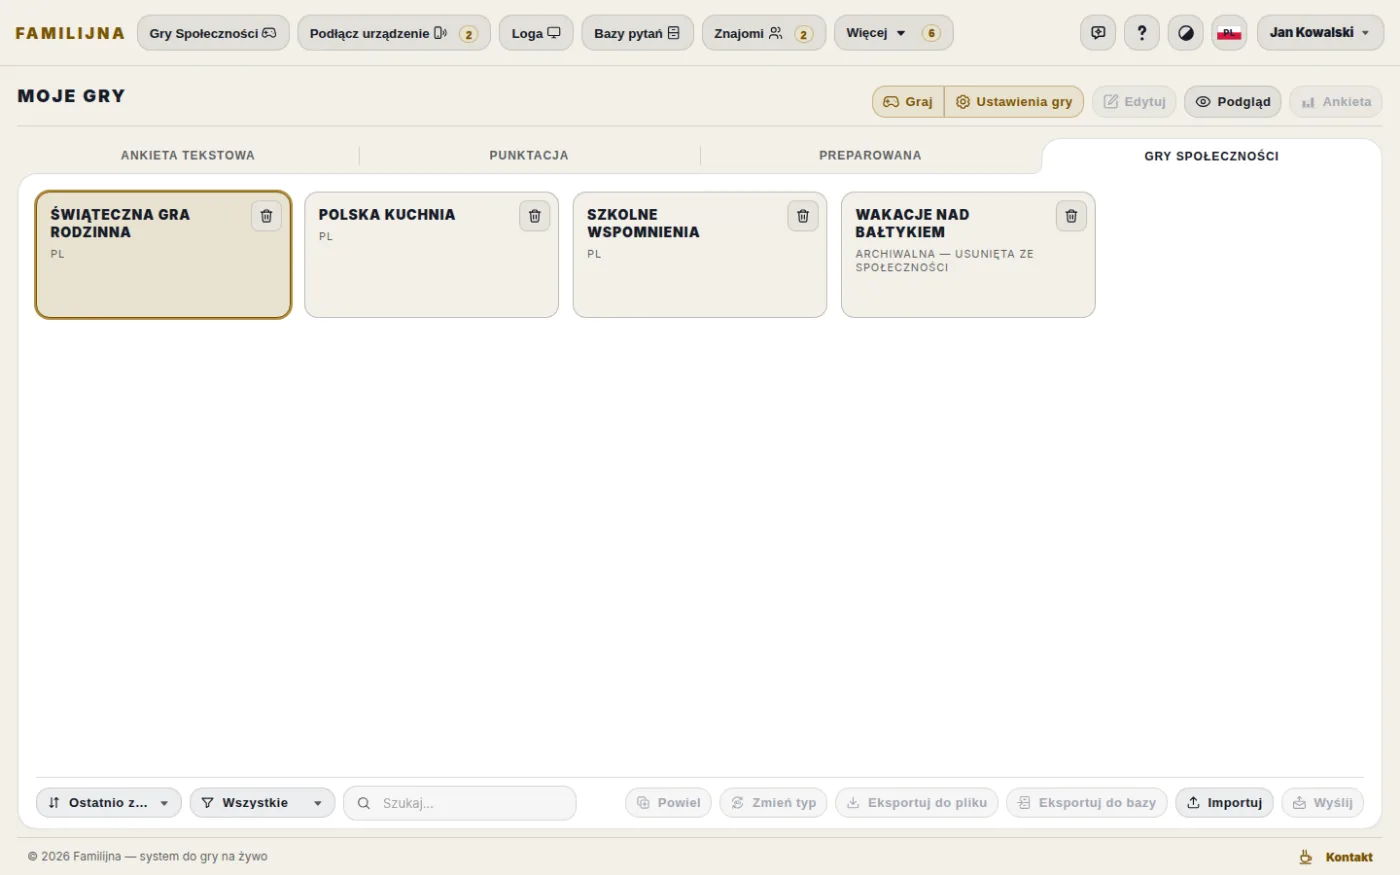 FAMILIJNA
Gry Społeczności
Podłącz urządzenie 2
Loga
Bazy pytań
Znajomi 2
Więcej 6
?
PL
Jan Kowalski
MOJE GRY
Graj
Ustawienia gry
Edytuj
Podgląd
Ankieta
ANKIETA TEKSTOWA
PUNKTACJA
PREPAROWANA
GRY SPOŁECZNOŚCI
ŚWIĄTECZNA GRA
RODZINNA
PL
POLSKA KUCHNIA
PL
SZKOLNE
WSPOMNIENIA
PL
WAKACJE NAD
BAŁTYKIEM
ARCHIWALNA — USUNIĘTA ZE
SPOŁECZNOŚCI
Ostatnio z...
Wszystkie
Szukaj...
Powiel
Zmień typ
Eksportuj do pliku
Eksportuj do bazy
Importuj
Wyślij
© 2026 Familijna — system do gry na żywo
Kontakt